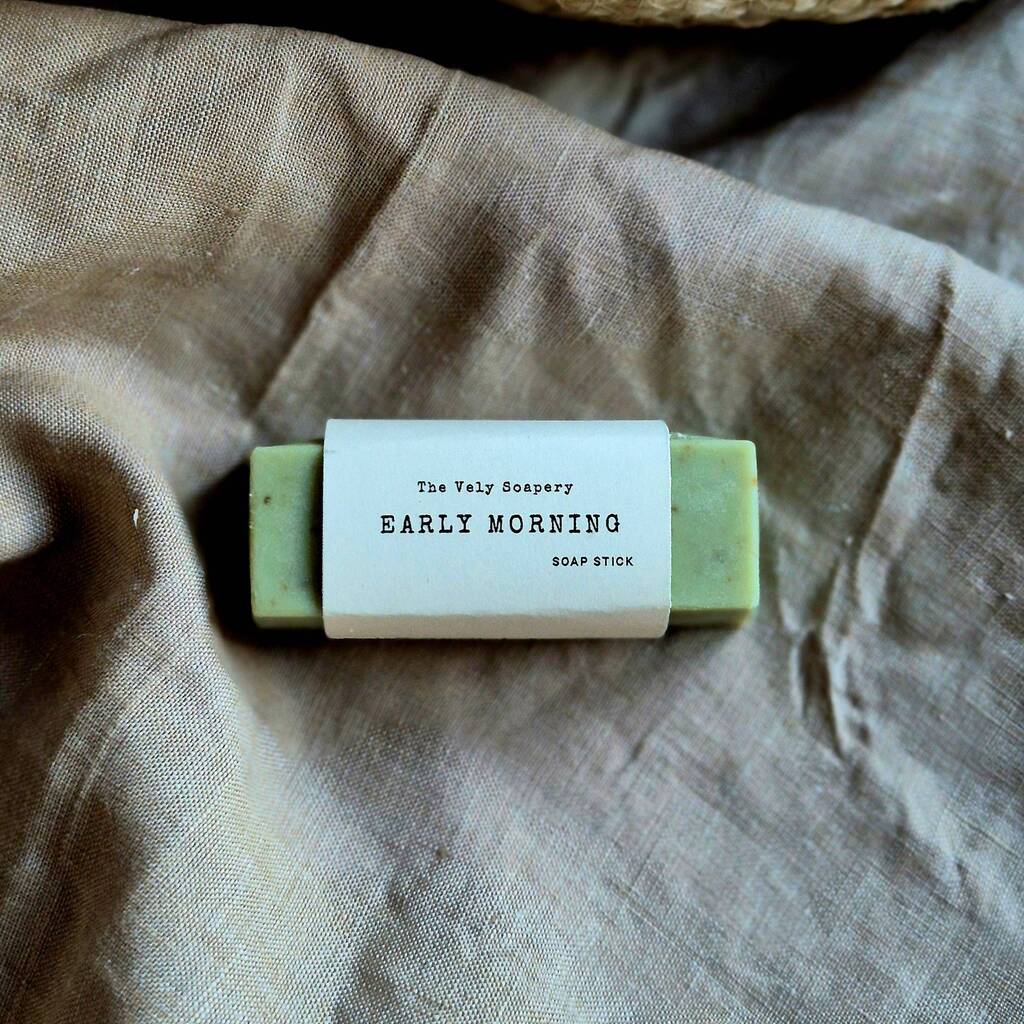 The Vely Soapery
EARLY MORNING
SOAP STICK